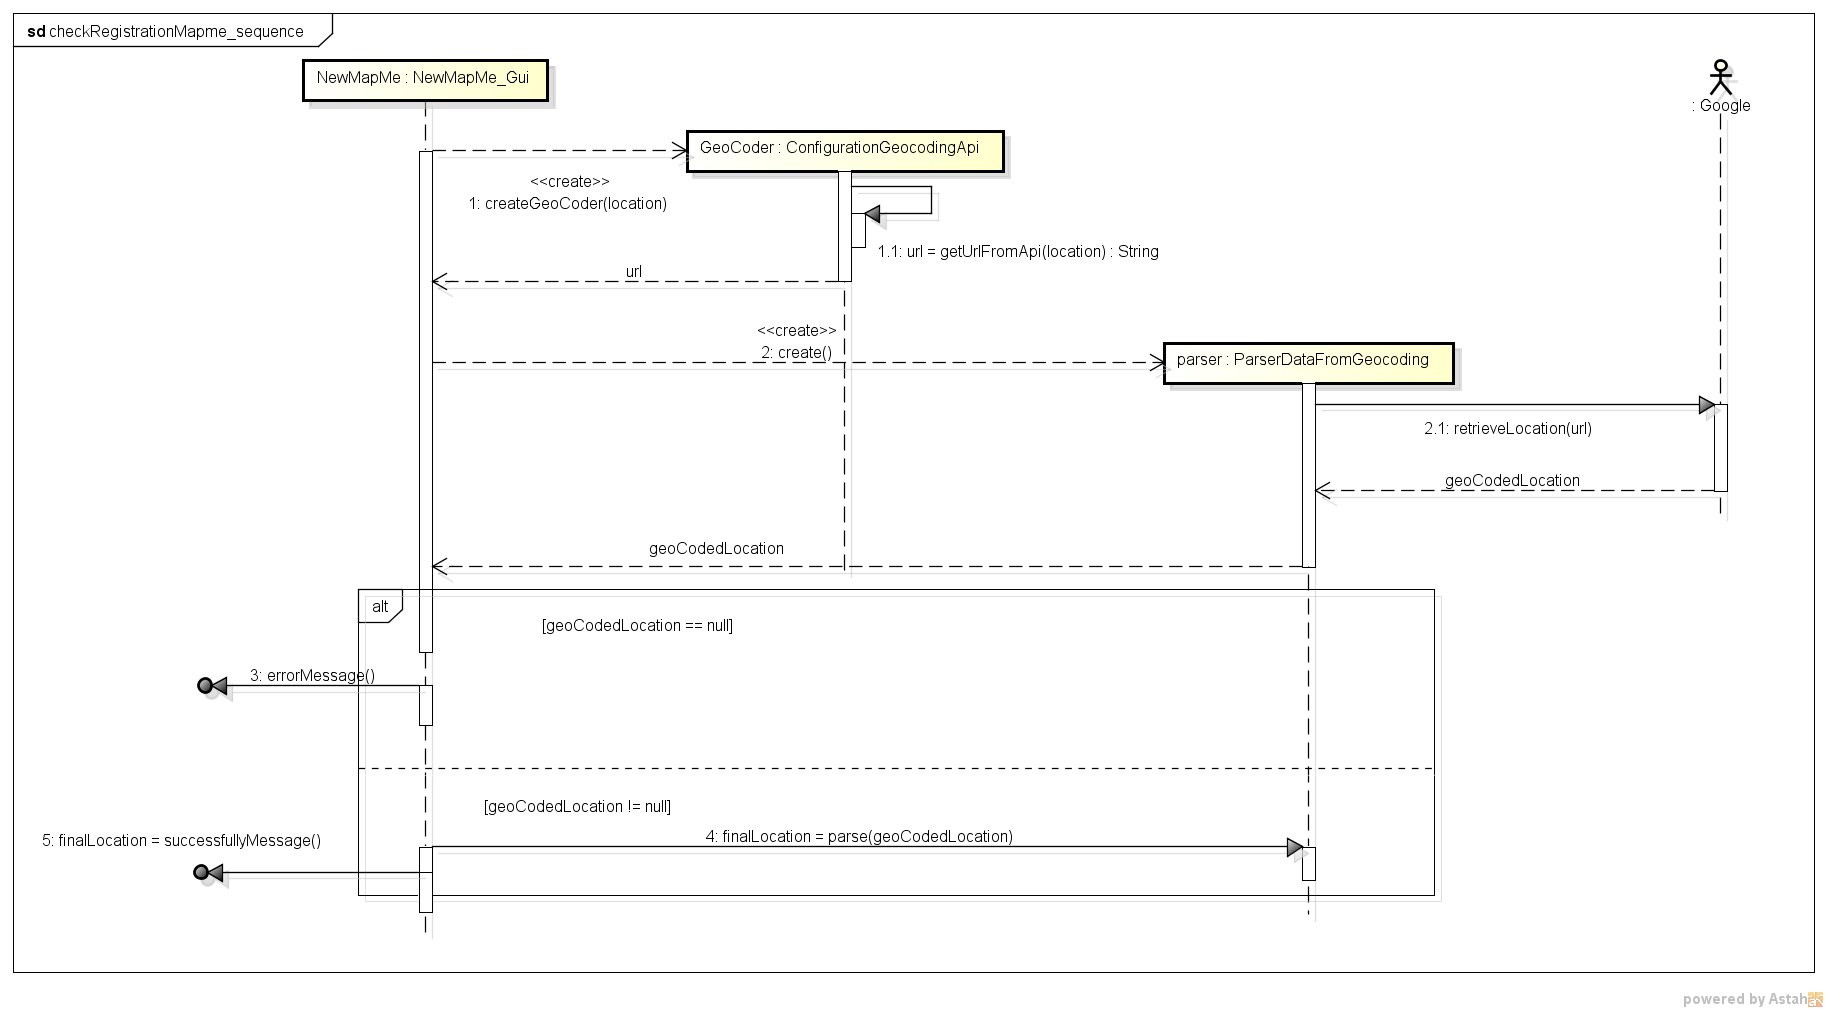 sd checkRegistrationMapme_sequence
NewMapMe : NewMapMe_Gui
: Google
GeoCoder : ConfigurationGeocodingApi
<<create>>
1: createGeoCoder(location)
1.1: url = getUrlFromApi(location) : String
url
<<create>>
2: create()
parser : ParserDataFromGeocoding
2.1: retrieveLocation(url)
geoCodedLocation
geoCodedLocation
alt
[geoCodedLocation == null]
3: errorMessage()
[geoCodedLocation != null]
4: finalLocation = parse(geoCodedLocation)
5: finalLocation = successfullyMessage()
powered by Astah